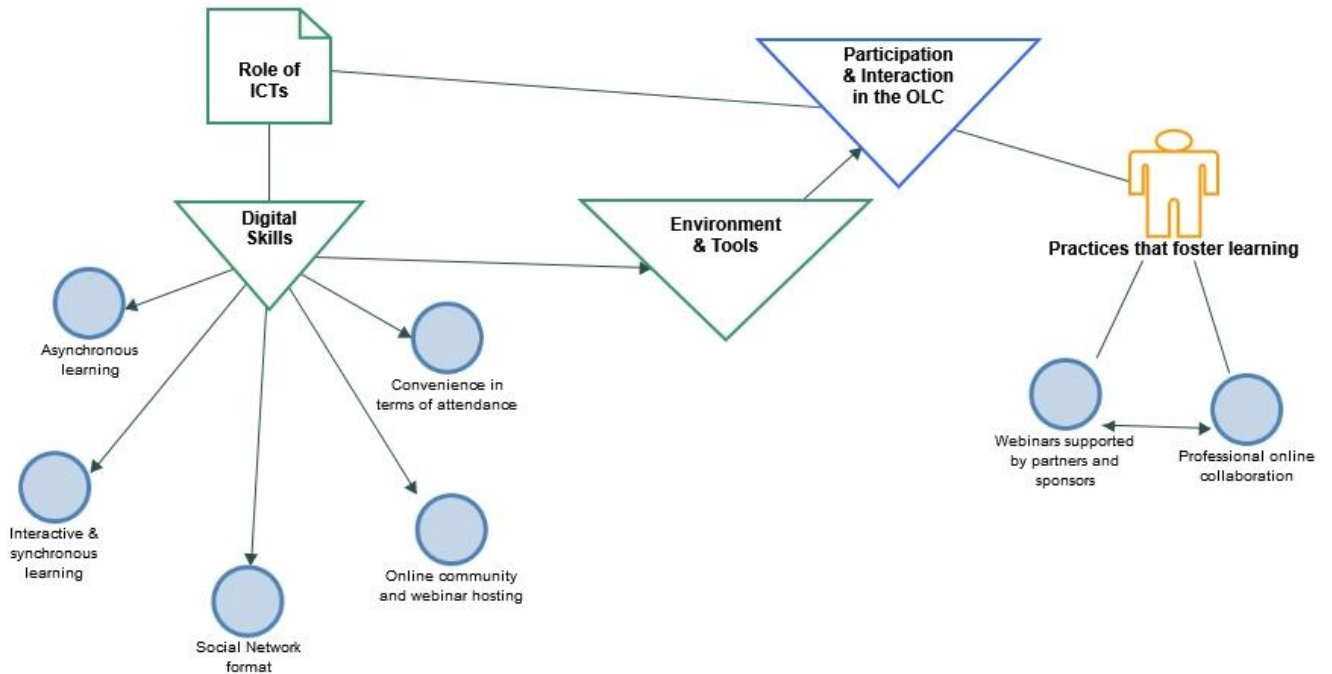 Role of
ICTs
Participation
& Interaction
in the OLC
Digital
Skills
Environment
& Tools
Practices that foster learning
Asynchronous
learning
Convenience in
terms of attendance
Interactive &
synchronous
learning
Social Network
format
Online community
and webinar hosting
Webinars supported
by partners and
sponsors
Professional online
collaboration